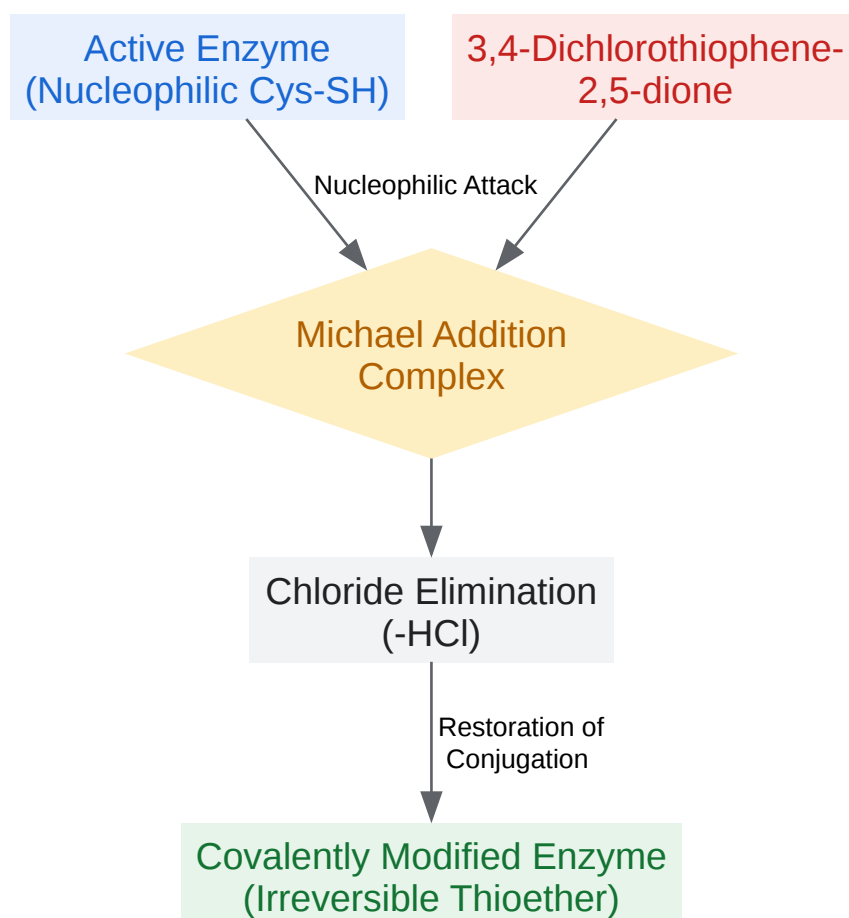 Active Enzyme
(Nucleophilic Cys-SH)
3,4-Dichlorothiophene-
2,5-dione
Nucleophilic Attack
Michael Addition
Complex
Chloride Elimination
(-HCl)
Restoration of
Conjugation
Covalently Modified Enzyme
(Irreversible Thioether)